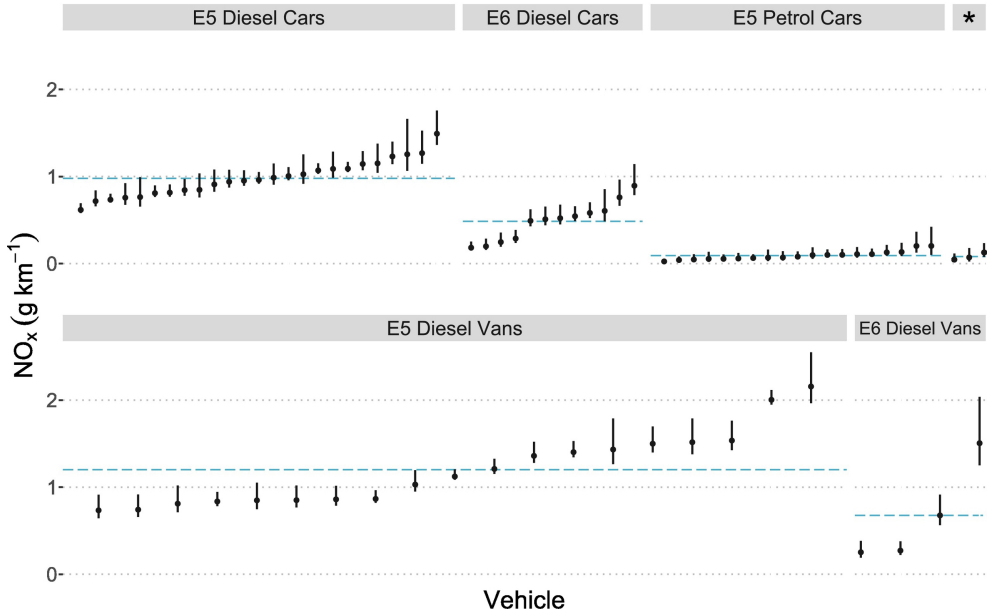 E5 Diesel Cars
E6 Diesel Cars
E5 Petrol Cars
*
2
1
0
NOₓ (g km⁻¹)
E5 Diesel Vans
E6 Diesel Vans
2
1
0
Vehicle